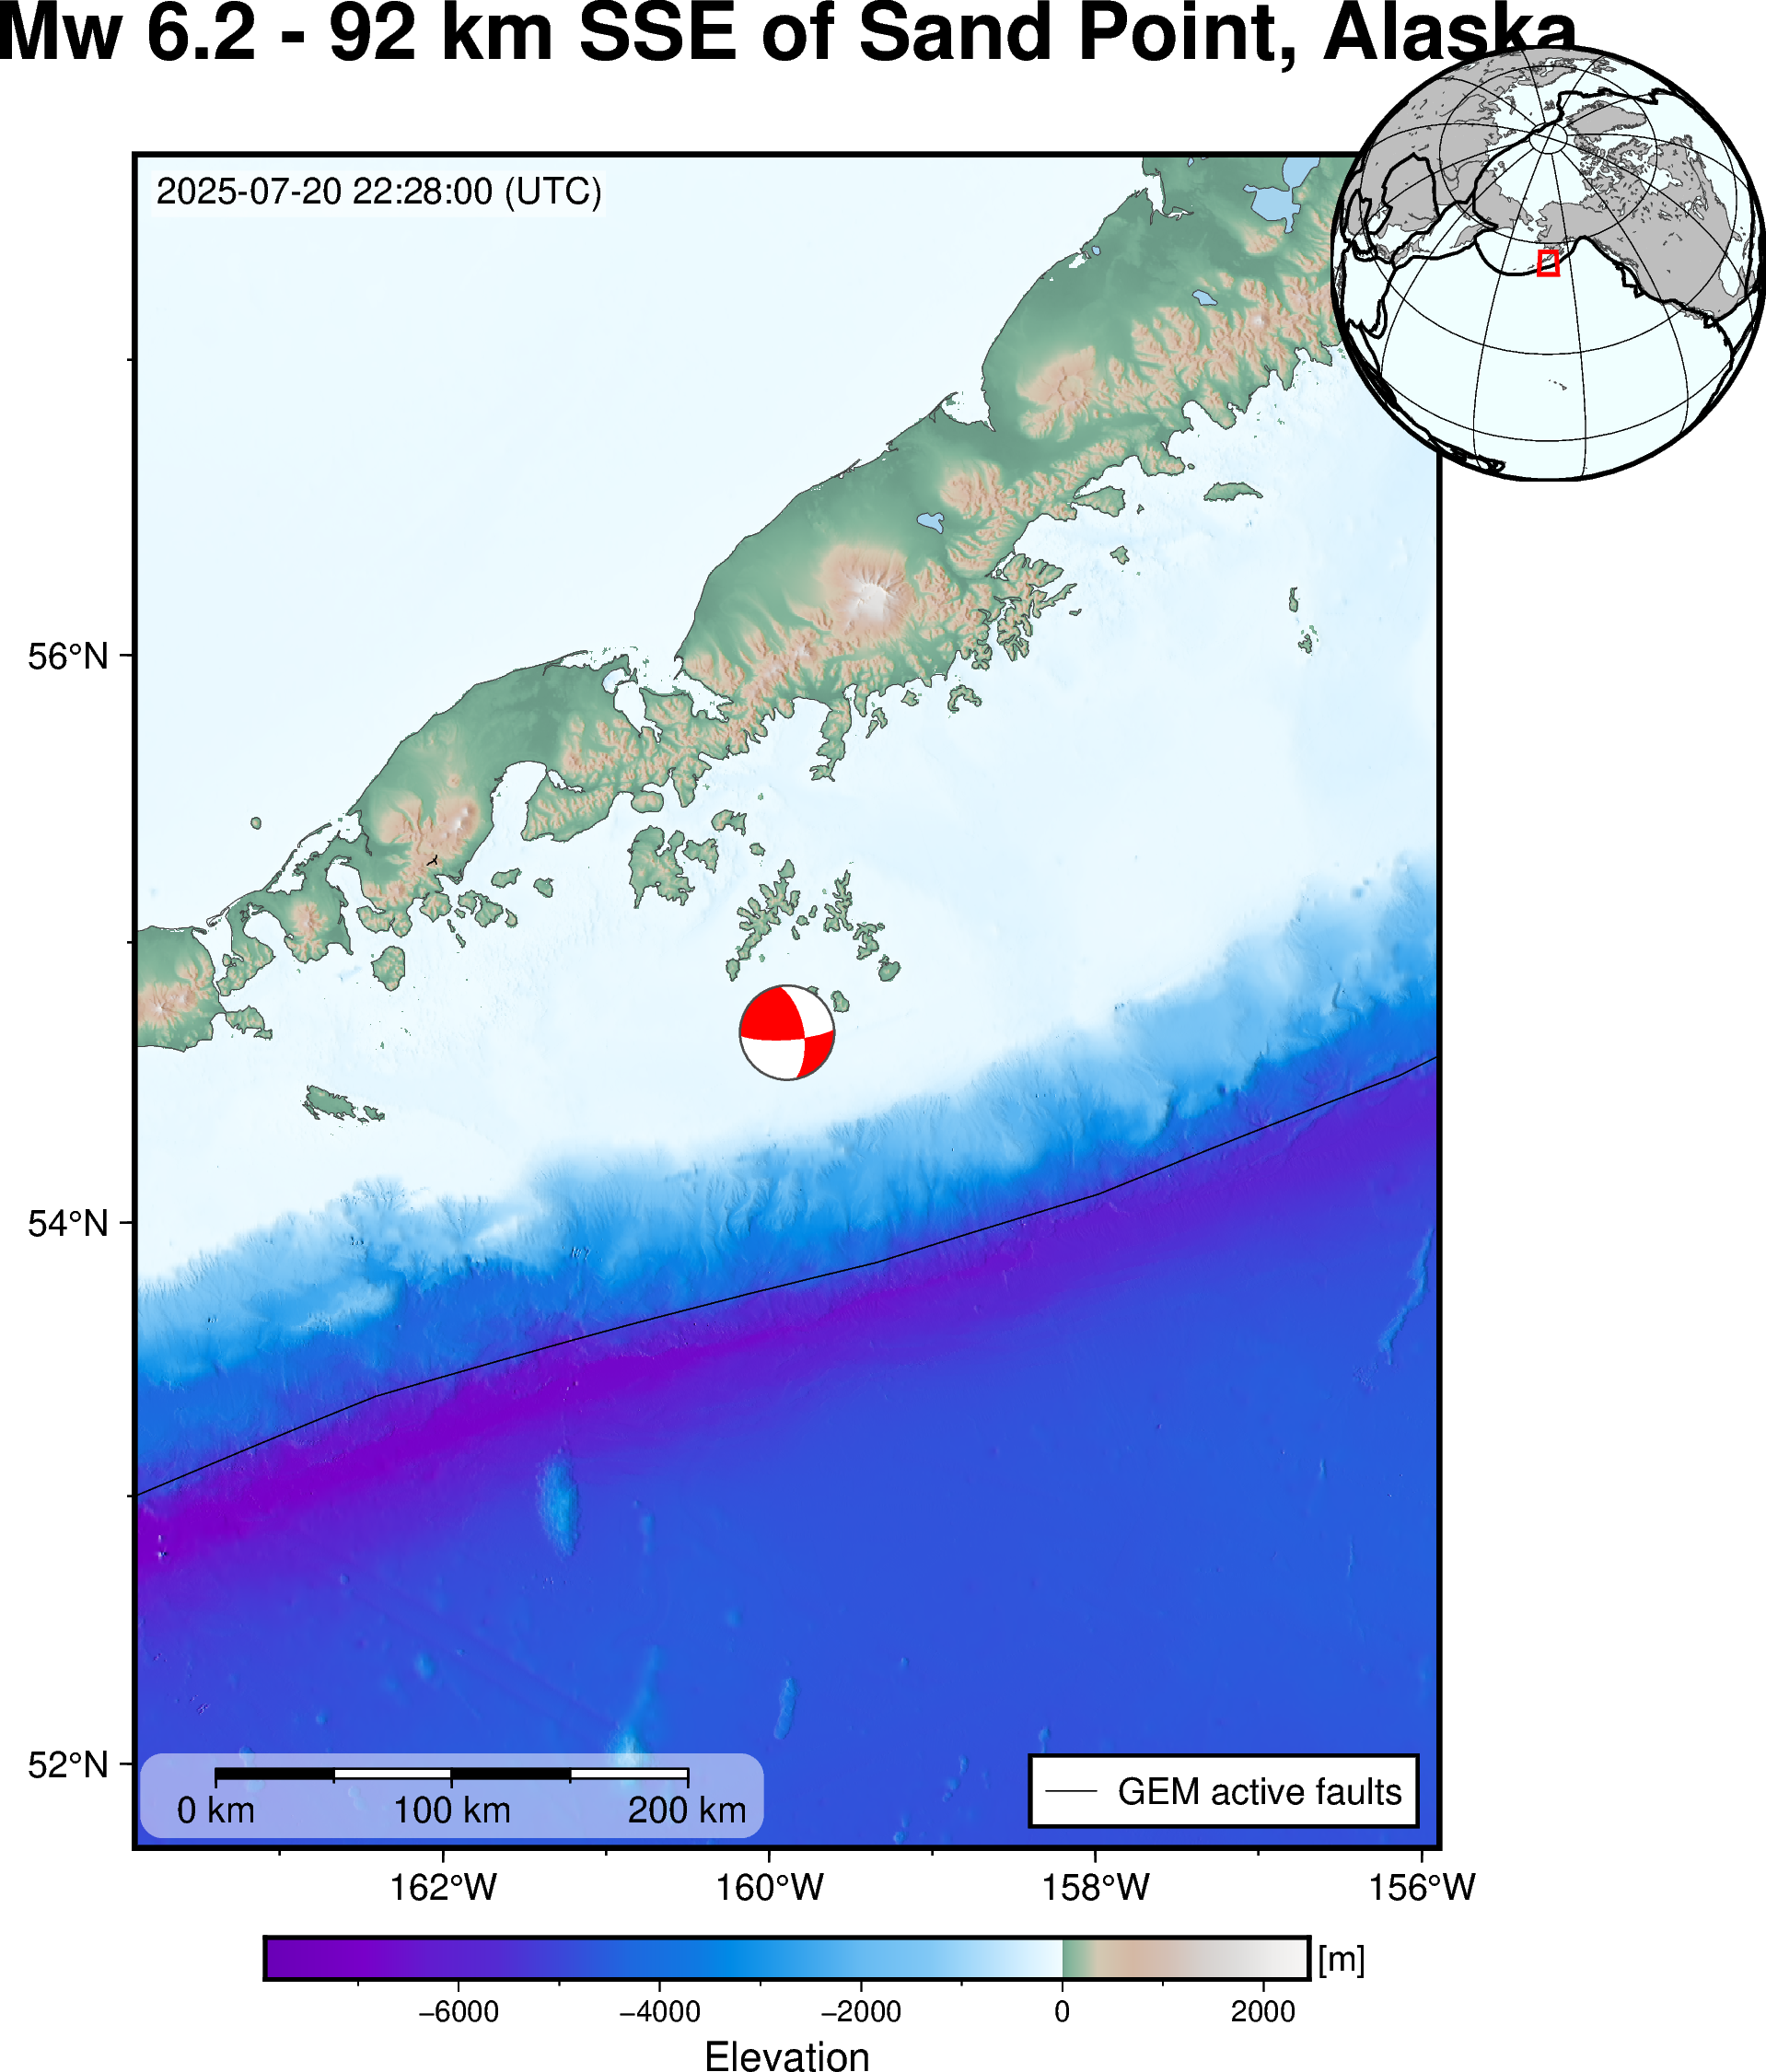 Mw 6.2 - 92 km SSE of Sand Point, Alaska
2025-07-20 22:28:00 (UTC)
56°N
54°N
52°N
0 km 100 km 200 km
GEM active faults
162°W 160°W 158°W 156°W
[m]
−6000 −4000 −2000 0 2000
Elevation